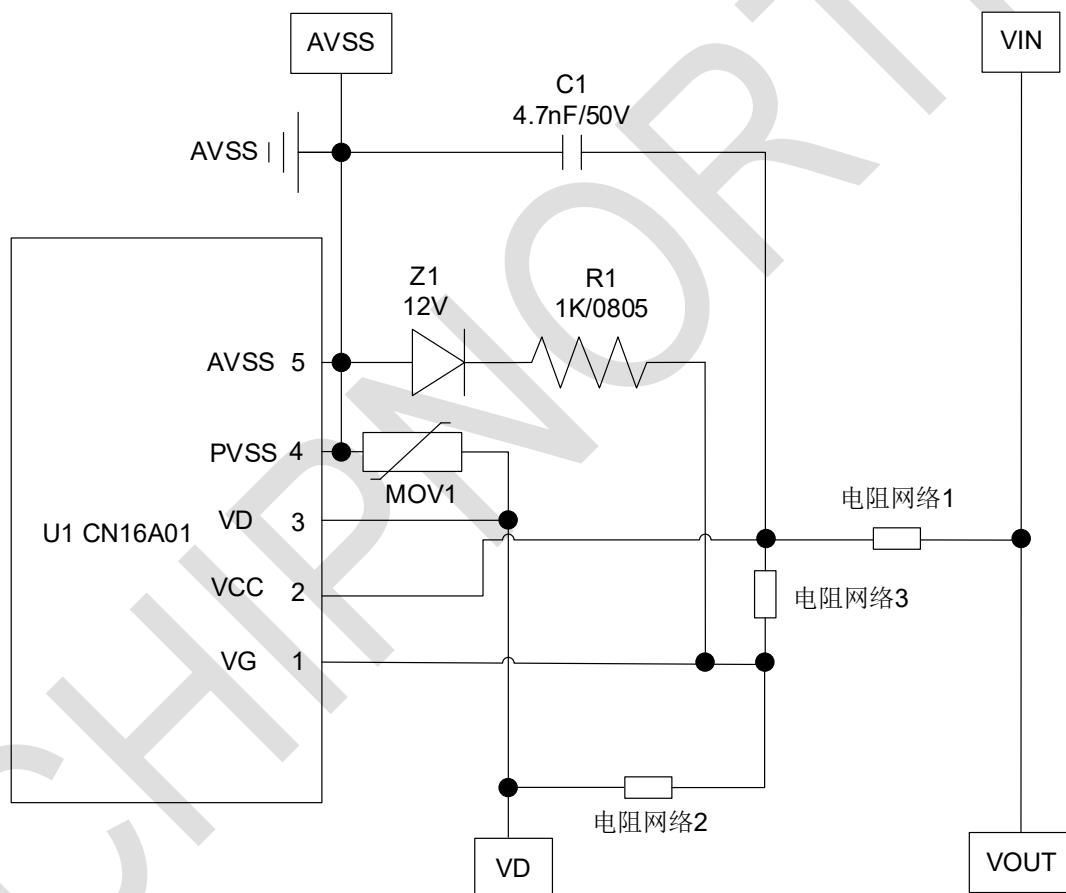 AVSS
VIN
C1
4.7nF/50V
AVSS
Z1
12V
R1
1K/0805
AVSS 5
PVSS 4
MOV1
VD 3
U1 CN16A01
VCC 2
VG 1
电阻网络1
电阻网络3
电阻网络2
VD
VOUT
CHIPNORTH